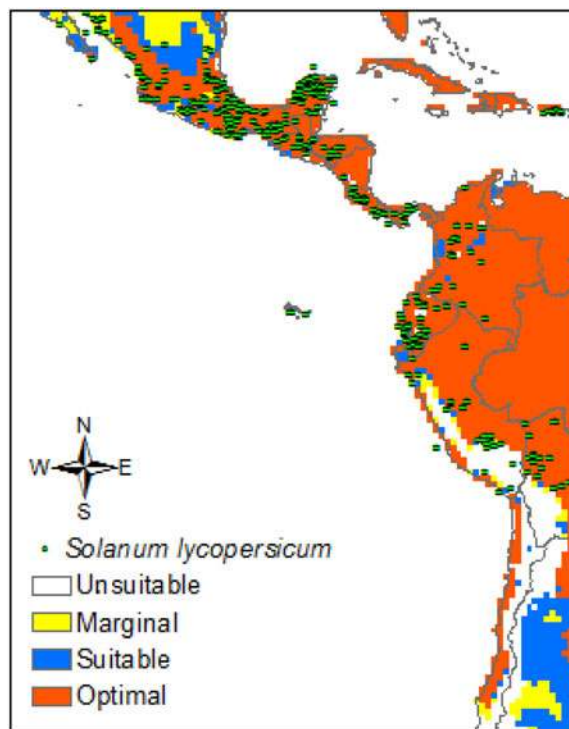 N
W E
S
Solanum lycopersicum
Unsuitable
Marginal
Suitable
Optimal